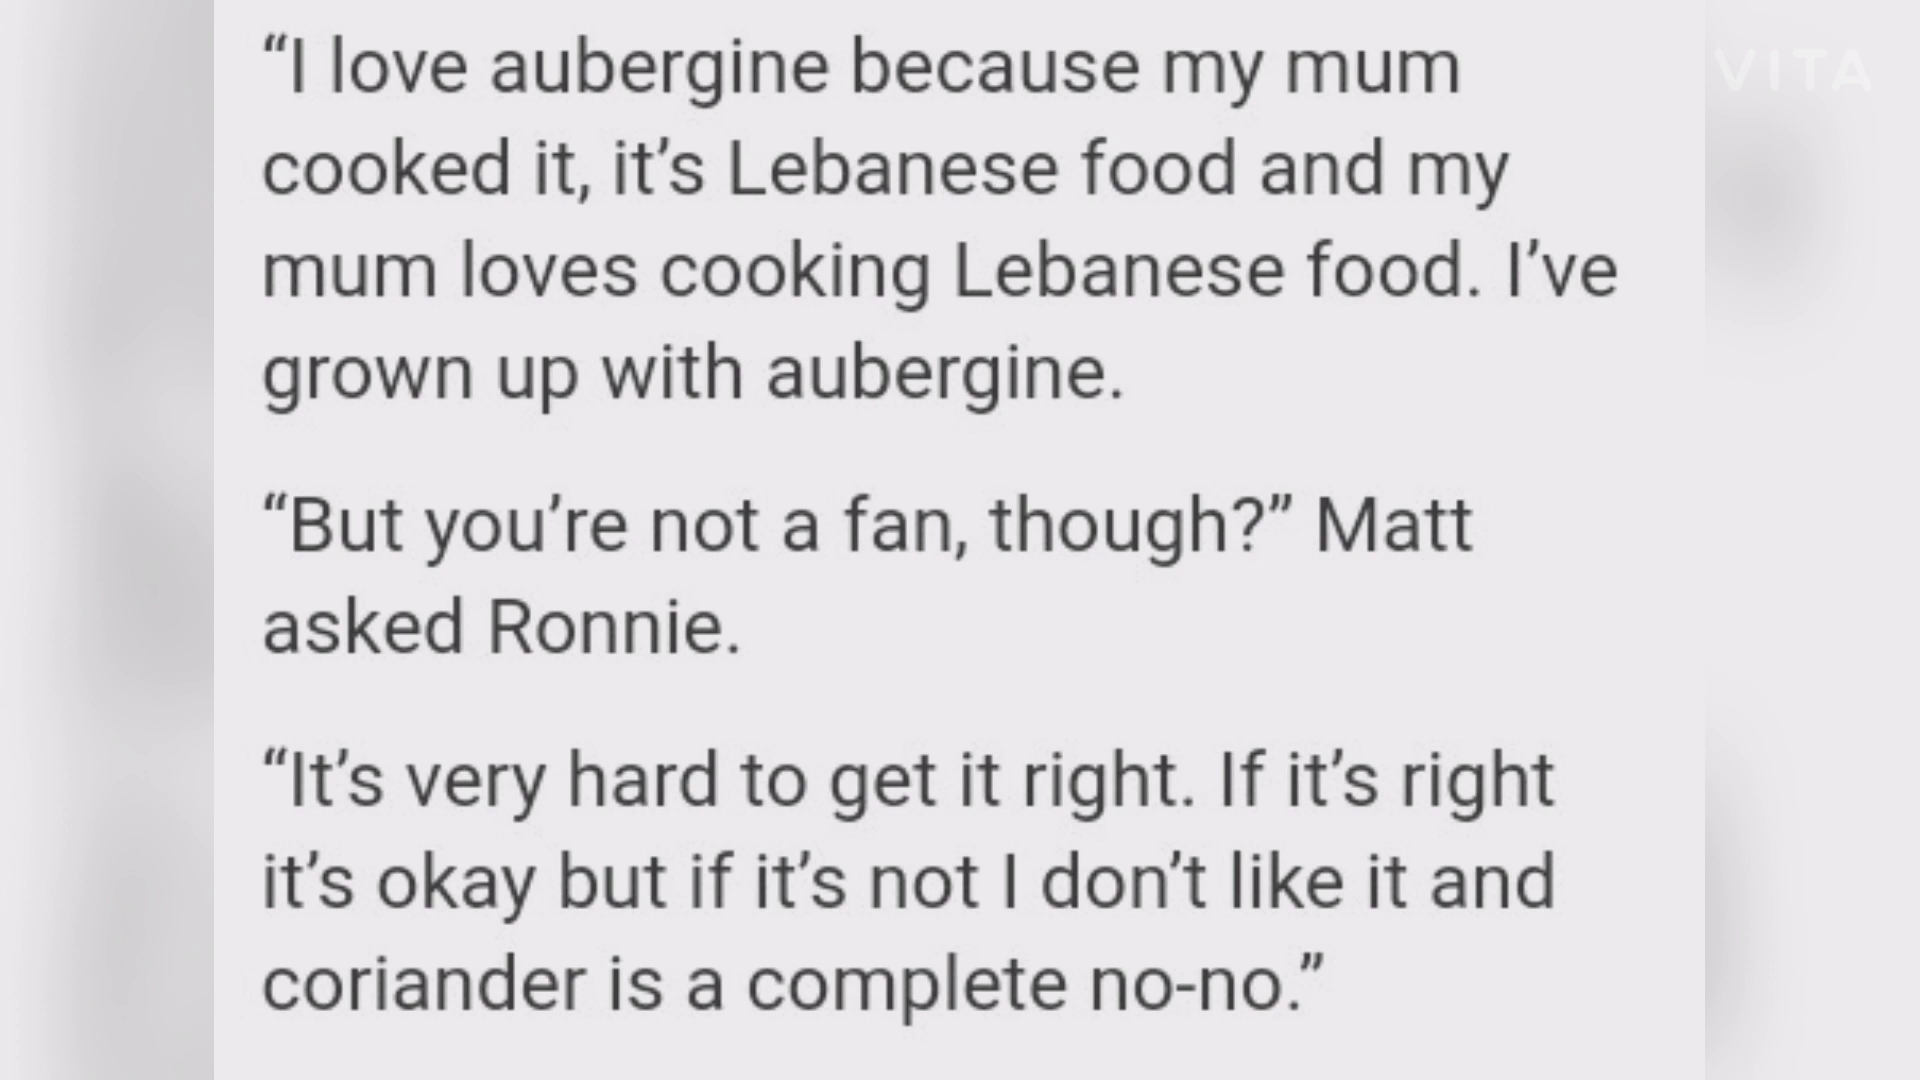 “I love aubergine because my mum
cooked it, it’s Lebanese food and my
mum loves cooking Lebanese food. I’ve
grown up with aubergine.
“But you’re not a fan, though?” Matt
asked Ronnie.
“It’s very hard to get it right. If it’s right
it’s okay but if it’s not I don’t like it and
coriander is a complete no-no.”
VITA